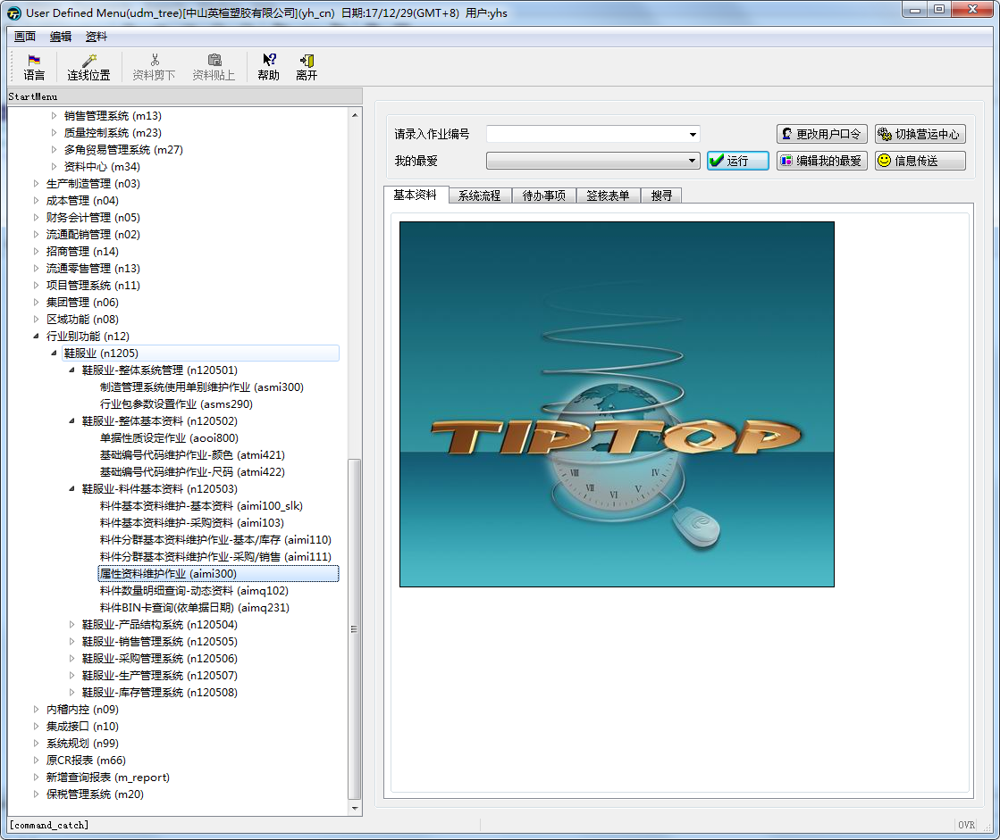 User Defined Menu(udm_tree)[中山英楦塑胶有限公司](yh_cn) 日期:17/12/29(GMT+8) 用户:yhs
画面 编辑 资料
语言 连线位置 资料剪下 资料贴上 帮助 离开
StartMenu
销售管理系统 (m13)
质量控制系统 (m23)
多角贸易管理系统 (m27)
资料中心 (m34)
生产制造管理 (n03)
成本管理 (n04)
财务会计管理 (n05)
流通配销管理 (n02)
招商管理 (n14)
流通零售管理 (n13)
项目管理系统 (n11)
集团管理 (n06)
区域功能 (n08)
行业别功能 (n12)
鞋服业 (n1205)
鞋服业-整体系统管理 (n120501)
制造管理系统使用单别维护作业 (asmi300)
行业包参数设置作业 (asms290)
鞋服业-整体基本资料 (n120502)
单据性质设定作业 (aooi800)
基础编号代码维护作业-颜色 (atmi421)
基础编号代码维护作业-尺码 (atmi422)
鞋服业-料件基本资料 (n120503)
料件基本资料维护-基本资料 (aimi100_slk)
料件基本资料维护-采购资料 (aimi103)
料件分群基本资料维护作业-基本/库存 (aimi110)
料件分群基本资料维护作业-采购/销售 (aimi111)
属性资料维护作业 (aimi300)
料件数量明细查询-动态资料 (aimq102)
料件BIN卡查询(依单据日期) (aimq231)
鞋服业-产品结构系统 (n120504)
鞋服业-销售管理系统 (n120505)
鞋服业-采购管理系统 (n120506)
鞋服业-生产管理系统 (n120507)
鞋服业-库存管理系统 (n120508)
内稽内控 (n09)
集成接口 (n10)
系统规划 (n99)
原CR报表 (m66)
新增查询报表 (m_report)
保税管理系统 (m20)
请录入作业编号 更改用户口令 切换营运中心
我的最爱 运行 编辑我的最爱 信息传送
基本资料 系统流程 待办事项 签核表单 搜寻
TIPTOP
VIII VII VI V IV
[command_catch] OVR